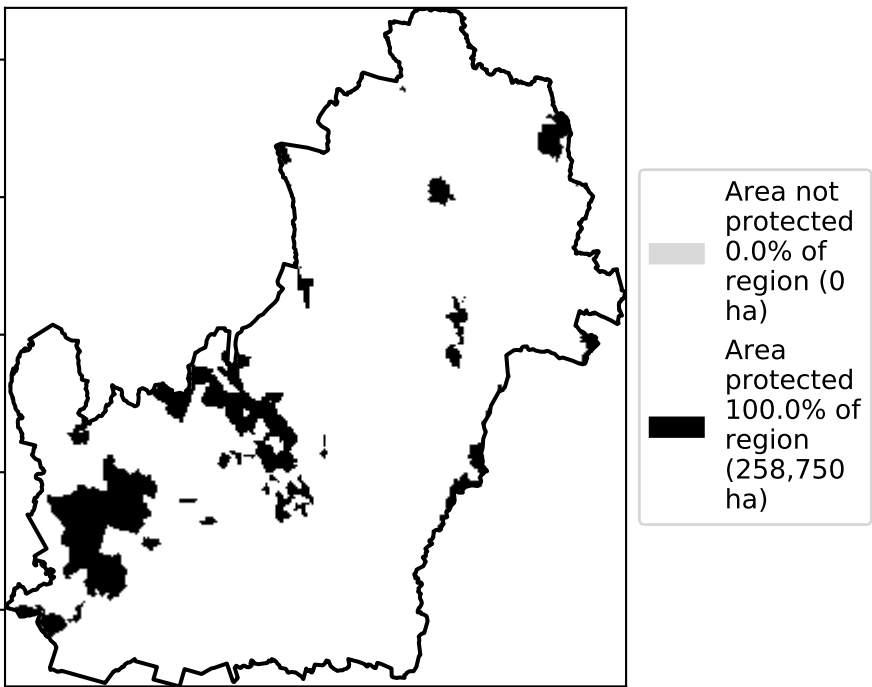 Area not
protected
0.0% of
region (0
ha)
Area
protected
100.0% of
region
(258,750
ha)